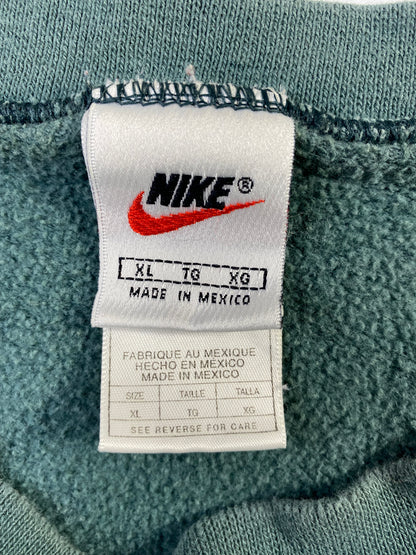 NIKE®
XL TG XG
MADE IN MEXICO
FABRIQUE AU MEXIQUE
HECHO EN MÉXICO
MADE IN MEXICO
SIZE TAILLE TALLA
XL TG XG
SEE REVERSE FOR CARE